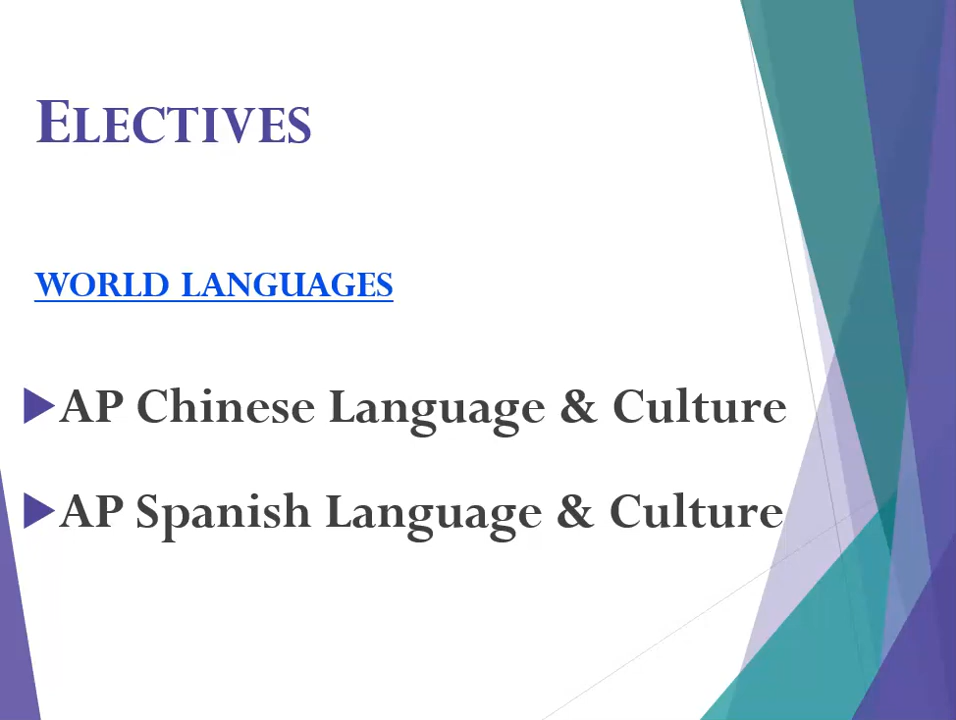 ELECTIVES
WORLD LANGUAGES
AP Chinese Language & Culture
AP Spanish Language & Culture